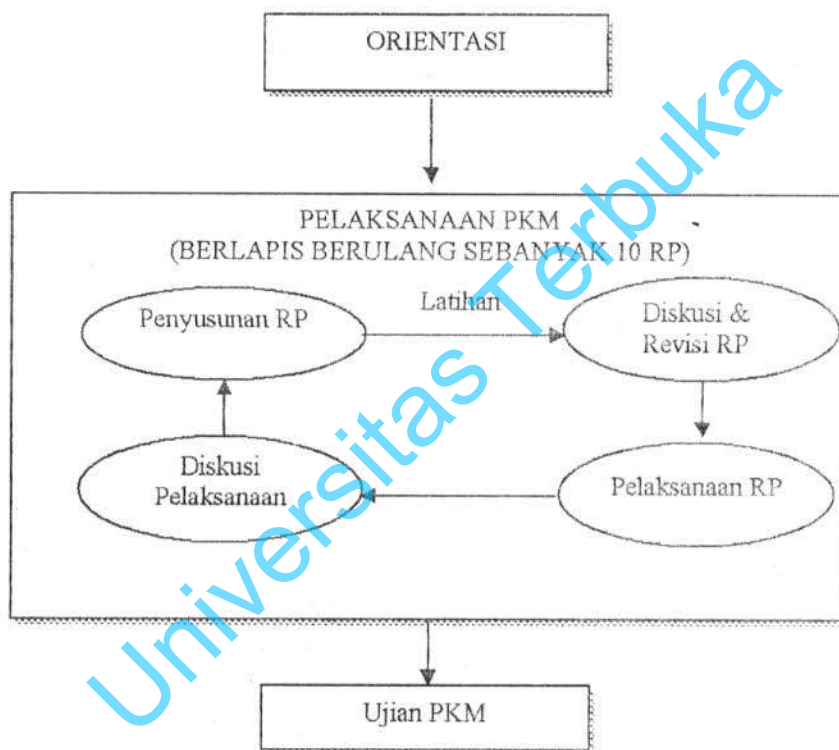 ORIENTASI
PELAKSANAAN PKM
(BERLAPIS BERULANG SEBANYAK 10 RP)
Penyusunan RP
Latihan
Diskusi &
Revisi RP
Diskusi
Pelaksanaan
Pelaksanaan RP
Ujian PKM
Universitas Terbuka